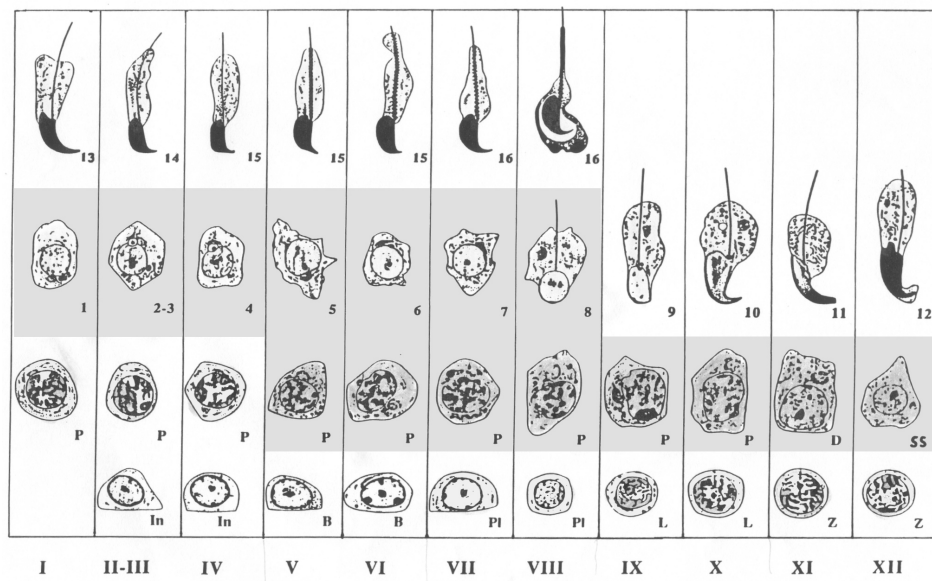 13 14 15 15 15 16 16
1 2-3 4 5 6 7 8 9 10 11 12
P P P P P P P P P D SS
In In B B Pl Pl L L Z Z
I II-III IV V VI VII VIII IX X XI XII